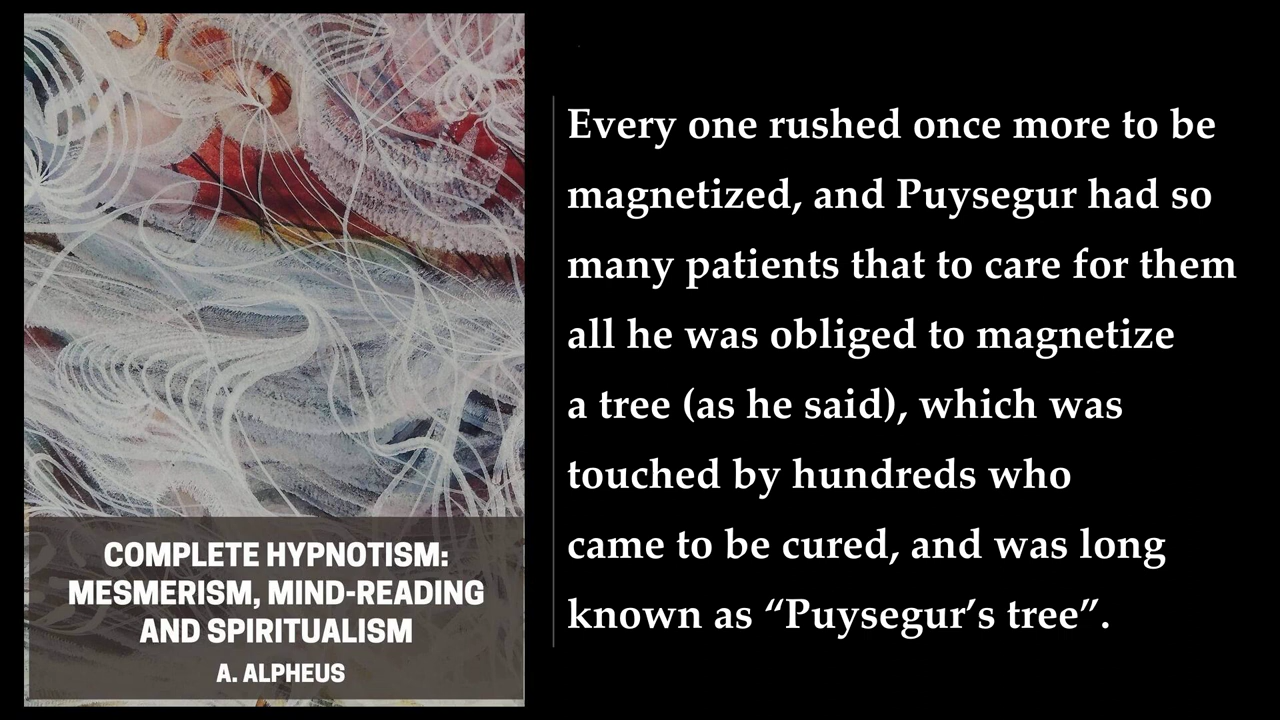 COMPLETE HYPNOTISM:
MESMERISM, MIND-READING
AND SPIRITUALISM
A. ALPHEUS
Every one rushed once more to be
magnetized, and Puysegur had so
many patients that to care for them
all he was obliged to magnetize
a tree (as he said), which was
touched by hundreds who
came to be cured, and was long
known as “Puysegur’s tree”.